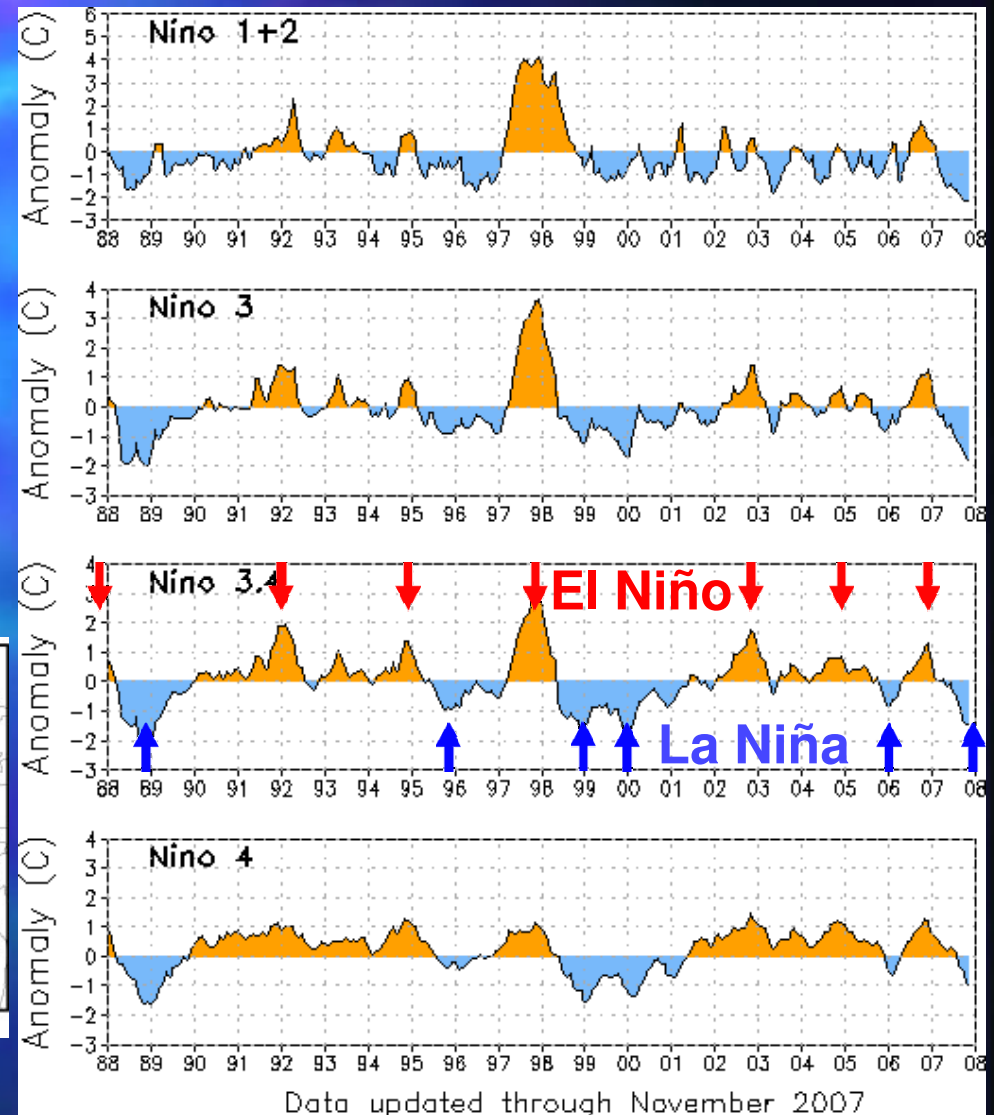 Nino 1+2
Anomaly (C)
6
5
4
3
2
1
0
-1
-2
-3
88 89 90 91 92 93 94 95 96 97 98 99 00 01 02 03 04 05 06 07 08
Nino 3
Anomaly (C)
4
3
2
1
0
-1
-2
-3
88 89 90 91 92 93 94 95 96 97 98 99 00 01 02 03 04 05 06 07 08
Nino 3.4
El Niño
Anomaly (C)
4
3
2
1
0
-1
-2
-3
La Niña
88 89 90 91 92 93 94 95 96 97 98 99 00 01 02 03 04 05 06 07 08
Nino 4
Anomaly (C)
4
3
2
1
0
-1
-2
-3
88 89 90 91 92 93 94 95 96 97 98 99 00 01 02 03 04 05 06 07 08
Data updated through November 2007